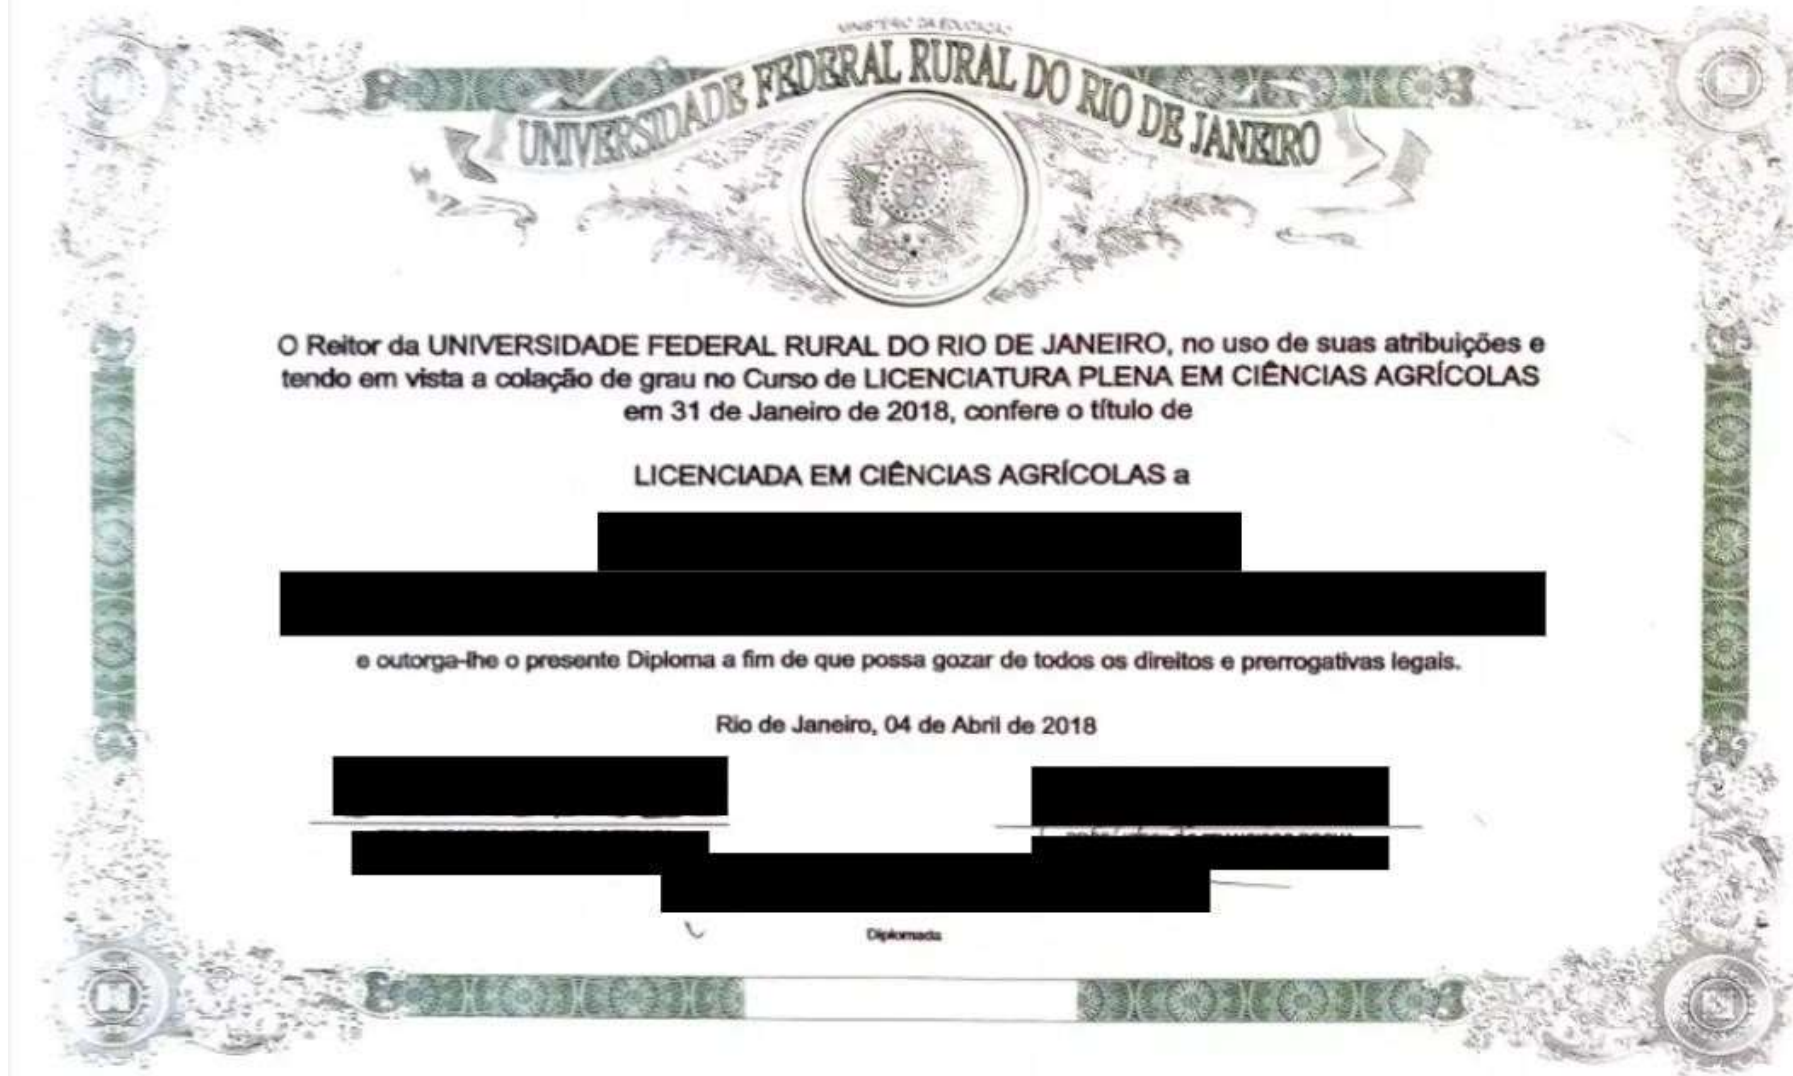 MINISTÉRIO DA EDUCAÇÃO
UNIVERSIDADE FEDERAL RURAL DO RIO DE JANEIRO
O Reitor da UNIVERSIDADE FEDERAL RURAL DO RIO DE JANEIRO, no uso de suas atribuições e
tendo em vista a colação de grau no Curso de LICENCIATURA PLENA EM CIÊNCIAS AGRÍCOLAS
em 31 de Janeiro de 2018, confere o título de
LICENCIADA EM CIÊNCIAS AGRÍCOLAS a
e outorga-lhe o presente Diploma a fim de que possa gozar de todos os direitos e prerrogativas legais.
Rio de Janeiro, 04 de Abril de 2018
Diplomada